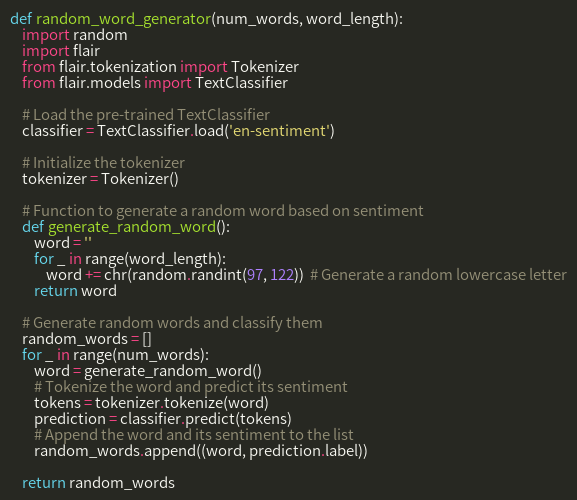 def random_word_generator(num_words, word_length):
    import random
    import flair
    from flair.tokenization import Tokenizer
    from flair.models import TextClassifier

    # Load the pre-trained TextClassifier
    classifier = TextClassifier.load('en-sentiment')

    # Initialize the tokenizer
    tokenizer = Tokenizer()

    # Function to generate a random word based on sentiment
    def generate_random_word():
        word = ''
        for _ in range(word_length):
            word += chr(random.randint(97, 122))  # Generate a random lowercase letter
        return word

    # Generate random words and classify them
    random_words = []
    for _ in range(num_words):
        word = generate_random_word()
        # Tokenize the word and predict its sentiment
        tokens = tokenizer.tokenize(word)
        prediction = classifier.predict(tokens)
        # Append the word and its sentiment to the list
        random_words.append((word, prediction.label))

    return random_words